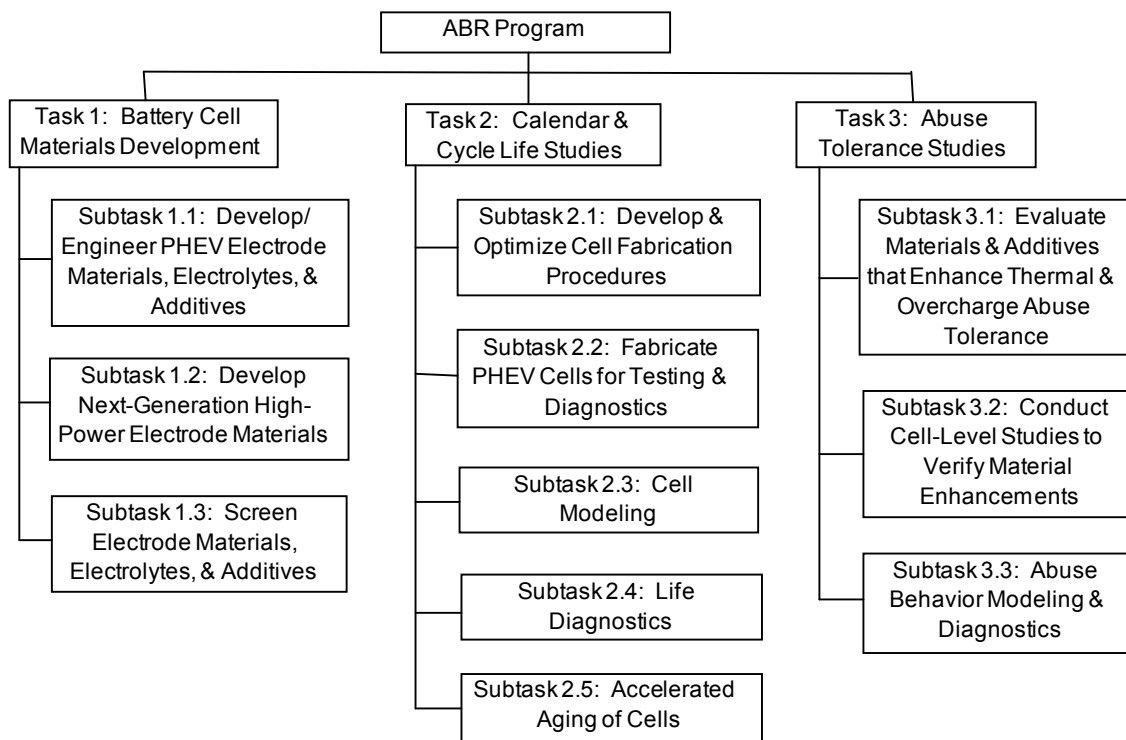 ABR Program
Task 1: Battery Cell
Materials Development
Subtask 1.1: Develop/
Engineer PHEV Electrode
Materials, Electrolytes, &
Additives
Subtask 1.2: Develop
Next-Generation High-
Power Electrode Materials
Subtask 1.3: Screen
Electrode Materials,
Electrolytes, & Additives
Task 2: Calendar &
Cycle Life Studies
Subtask 2.1: Develop &
Optimize Cell Fabrication
Procedures
Subtask 2.2: Fabricate
PHEV Cells for Testing &
Diagnostics
Subtask 2.3: Cell
Modeling
Subtask 2.4: Life
Diagnostics
Subtask 2.5: Accelerated
Aging of Cells
Task 3: Abuse
Tolerance Studies
Subtask 3.1: Evaluate
Materials & Additives
that Enhance Thermal &
Overcharge Abuse
Tolerance
Subtask 3.2: Conduct
Cell-Level Studies to
Verify Material
Enhancements
Subtask 3.3: Abuse
Behavior Modeling &
Diagnostics